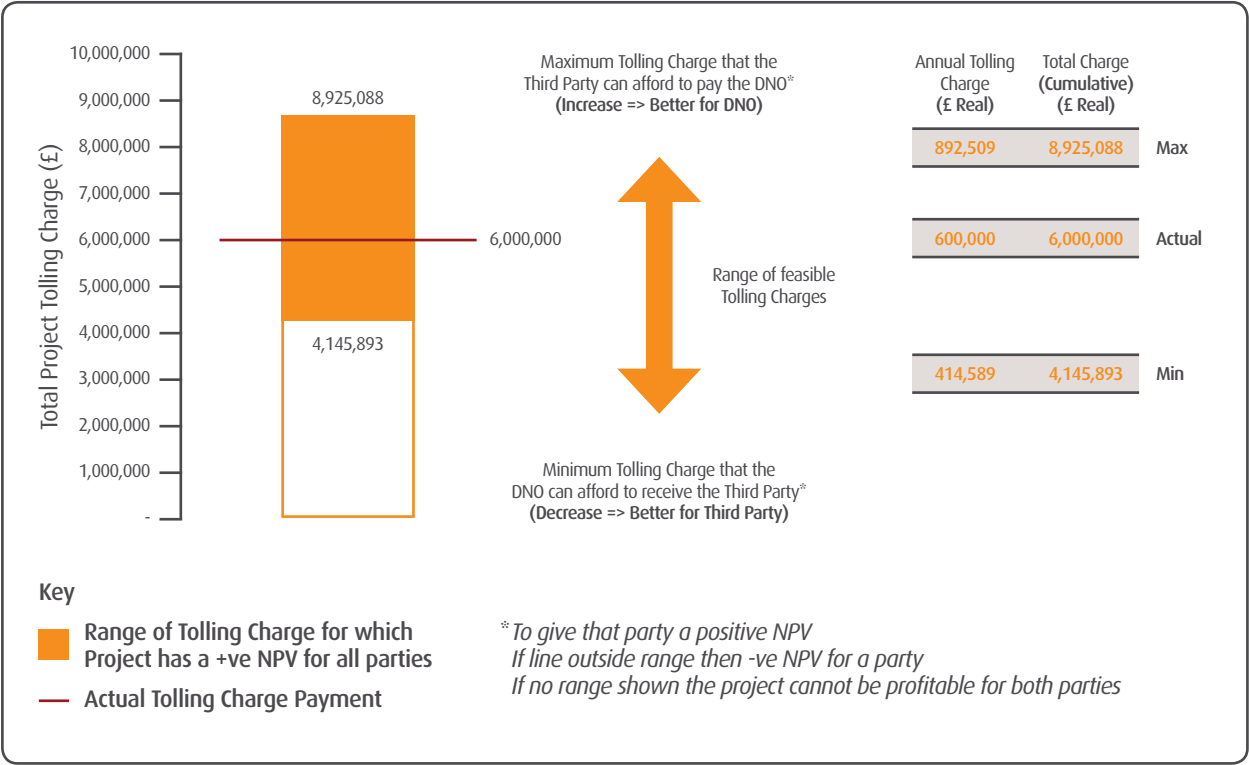 Total Project Tolling Charge (£)
10,000,000
9,000,000
8,000,000
7,000,000
6,000,000
5,000,000
4,000,000
3,000,000
2,000,000
1,000,000
-
8,925,088
6,000,000
4,145,893
Maximum Tolling Charge that the
Third Party can afford to pay the DNO*
(Increase => Better for DNO)
Range of feasible
Tolling Charges
Minimum Tolling Charge that the
DNO can afford to receive the Third Party*
(Decrease => Better for Third Party)
Annual Tolling
Charge
(£ Real)
Total Charge
(Cumulative)
(£ Real)
892,509 8,925,088 Max
600,000 6,000,000 Actual
414,589 4,145,893 Min
Key
Range of Tolling Charge for which
Project has a +ve NPV for all parties
Actual Tolling Charge Payment
*To give that party a positive NPV
If line outside range then -ve NPV for a party
If no range shown the project cannot be profitable for both parties